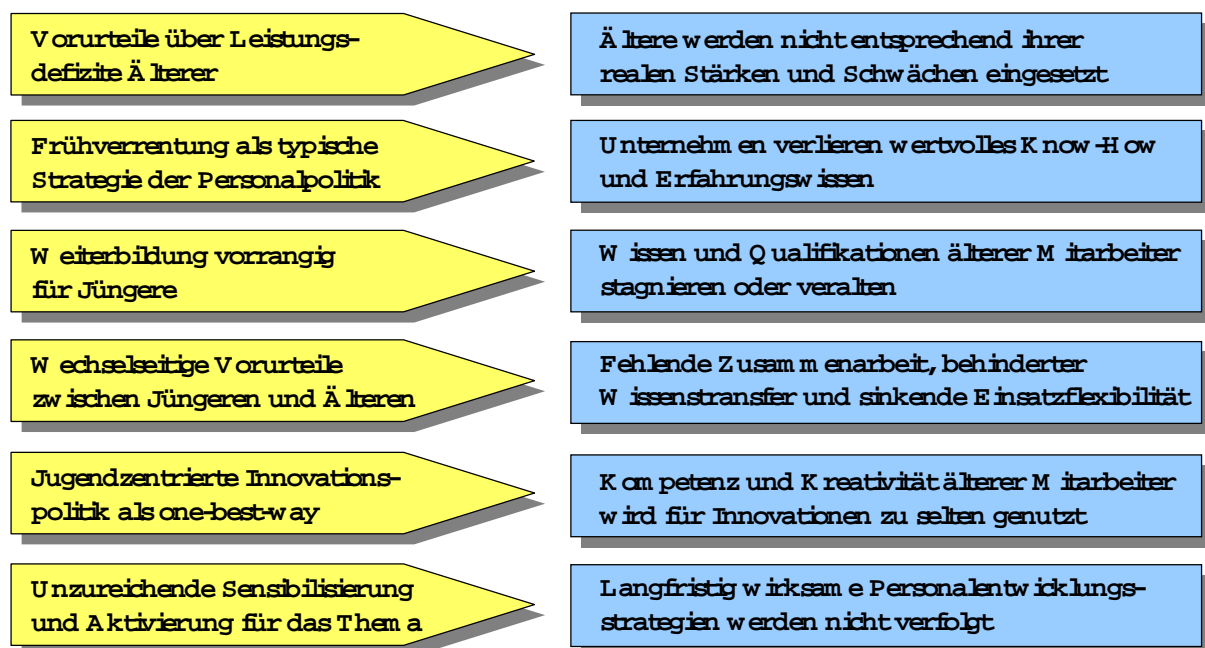 Vorurteile über Leistungs-
defizite Älterer
Ältere werden nicht entsprechend ihrer
realen Stärken und Schwächen eingesetzt
Frühverrentung als typische
Strategie der Personalpolitik
Unternehmen verlieren wertvolles Know-How
und Erfahrungswissen
Weiterbildung vorrangig
für Jüngere
Wissen und Qualifikationen älterer Mitarbeiter
stagnieren oder veralten
Wechselseitige Vorurteile
zwischen Jüngeren und Älteren
Fehlende Zusammenarbeit, behinderter
Wissenstransfer und sinkende Einsatzflexibilität
Jugendzentrierte Innovations-
politik als one-best-way
Kompetenz und Kreativität älterer Mitarbeiter
wird für Innovationen zu selten genutzt
Unzureichende Sensibilisierung
und Aktivierung für das Thema
Langfristig wirksame Personalentwicklungs-
strategien werden nicht verfolgt